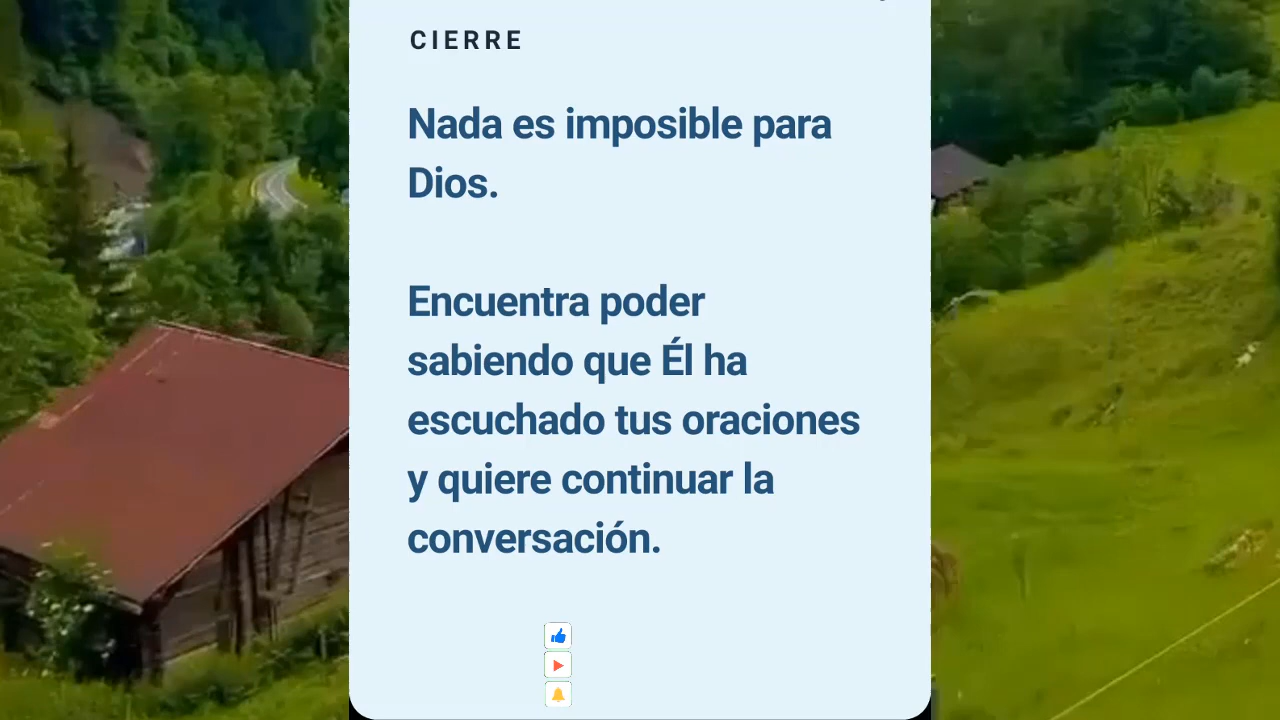 CIERRE
Nada es imposible para
Dios.
Encuentra poder
sabiendo que Él ha
escuchado tus oraciones
y quiere continuar la
conversación.